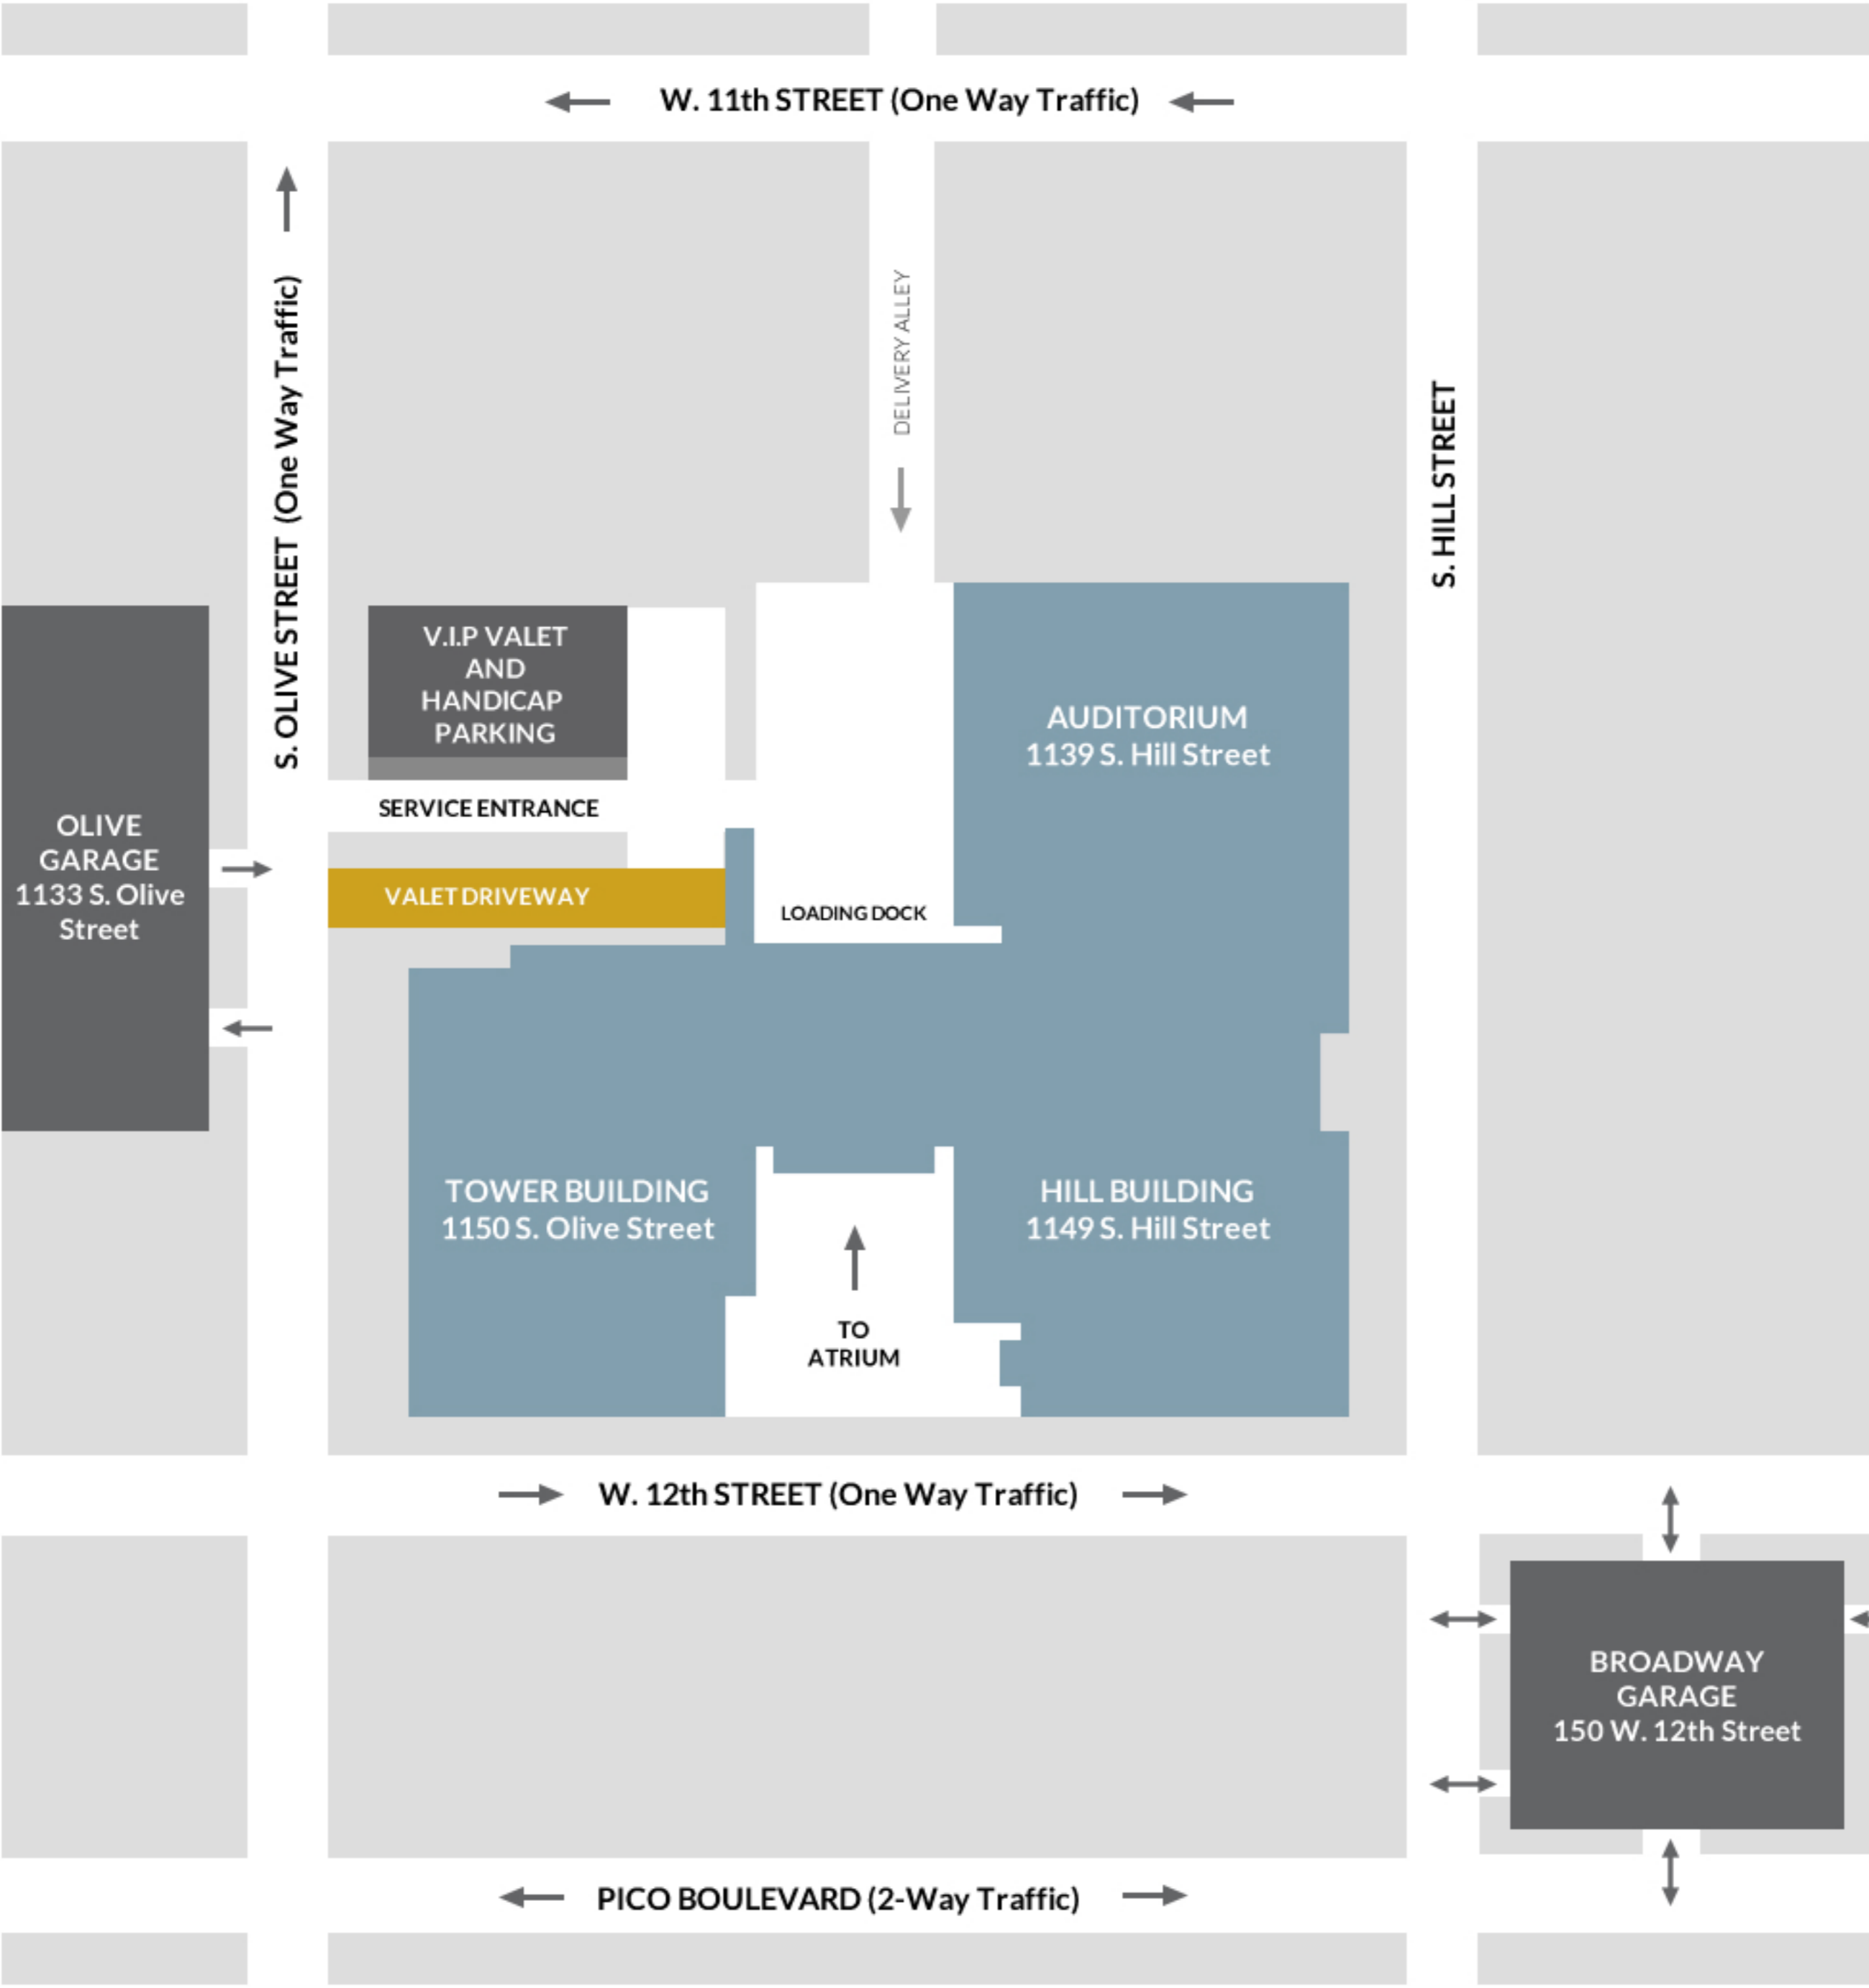 W. 11th STREET (One Way Traffic)
S. OLIVE STREET (One Way Traffic)
DELIVERY ALLEY
S. HILL STREET
V.I.P VALET
AND
HANDICAP
PARKING
AUDITORIUM
1139 S. Hill Street
SERVICE ENTRANCE
OLIVE
GARAGE
1133 S. Olive
Street
VALET DRIVEWAY
LOADING DOCK
TOWER BUILDING
1150 S. Olive Street
HILL BUILDING
1149 S. Hill Street
TO
ATRIUM
W. 12th STREET (One Way Traffic)
BROADWAY
GARAGE
150 W. 12th Street
PICO BOULEVARD (2-Way Traffic)